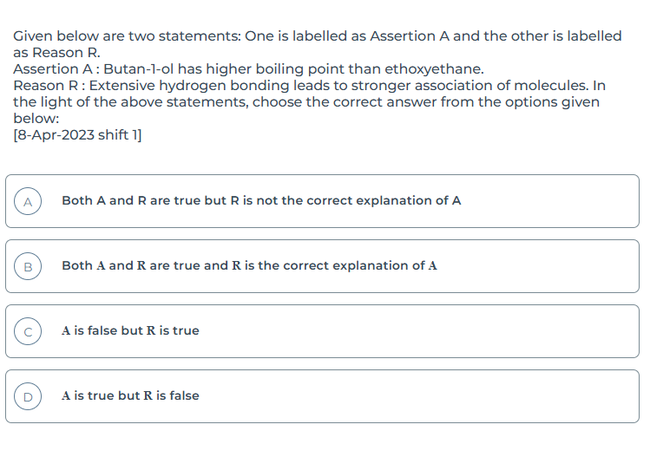 Given below are two statements: One is labelled as Assertion A and the other is labelled
as Reason R.
Assertion A : Butan-1-ol has higher boiling point than ethoxyethane.
Reason R : Extensive hydrogen bonding leads to stronger association of molecules. In
the light of the above statements, choose the correct answer from the options given
below:
[8-Apr-2023 shift 1]
A Both A and R are true but R is not the correct explanation of A
B Both A and R are true and R is the correct explanation of A
C A is false but R is true
D A is true but R is false